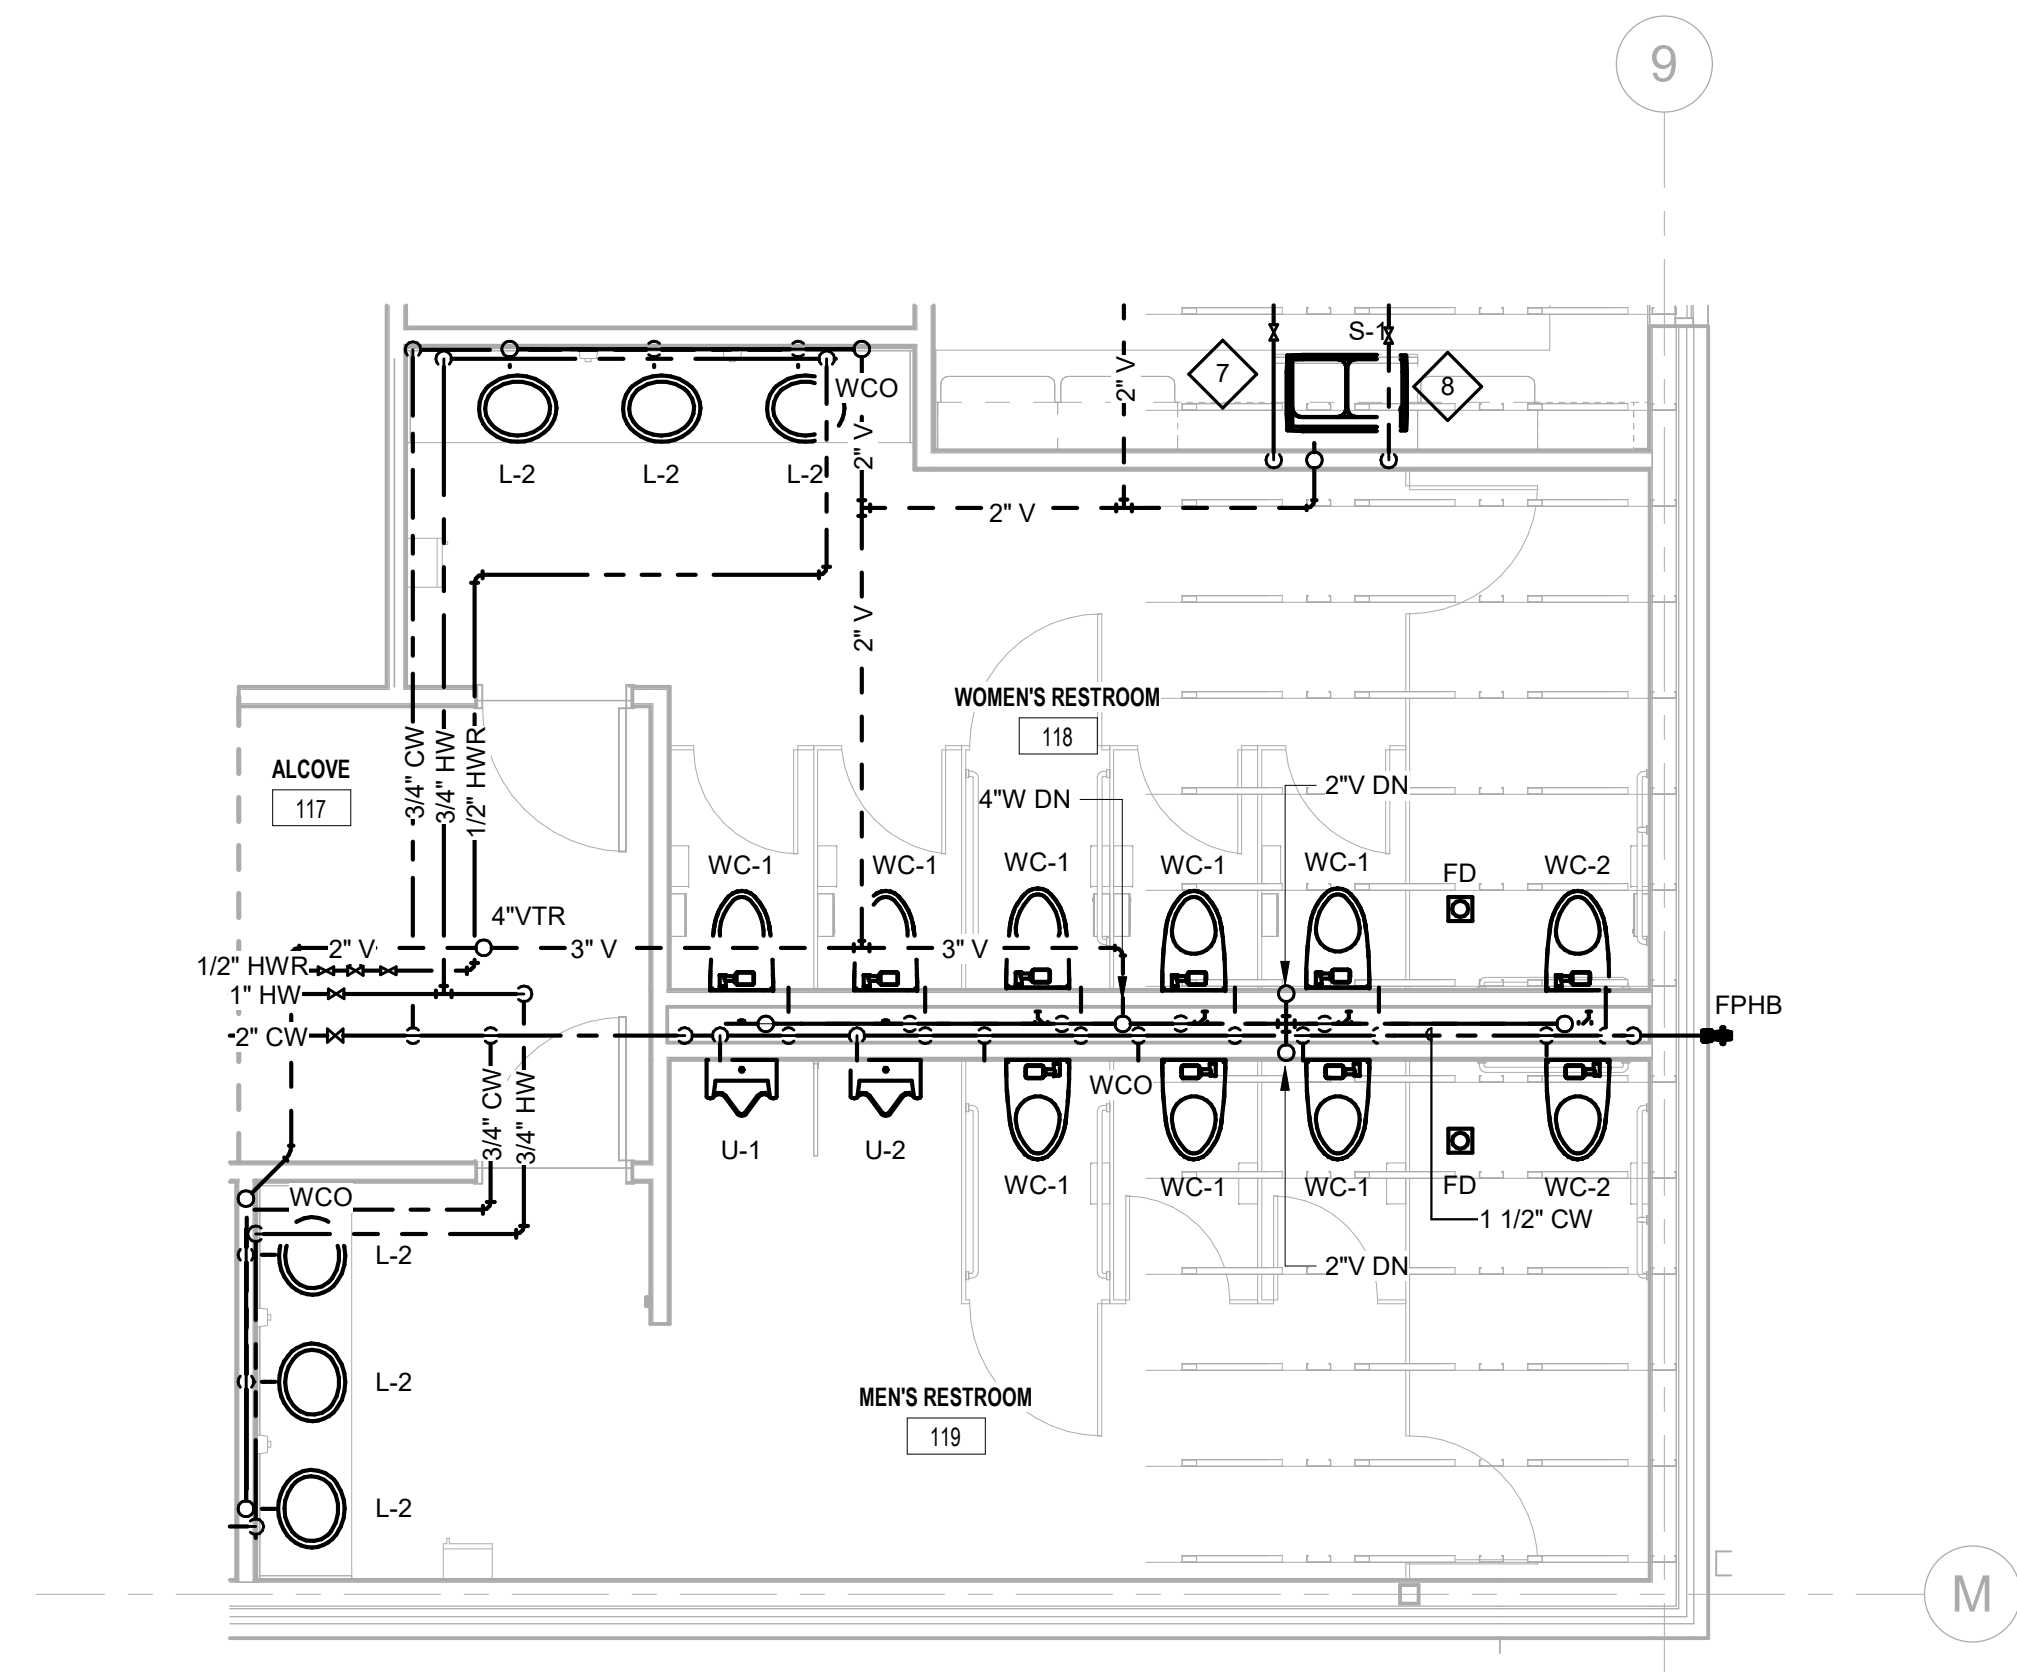 9
S-1
7
8
WCO
2" V
2" V
L-2
L-2
L-2
2" V
2" V
WOMEN'S RESTROOM
118
ALCOVE
117
3/4" CW
3/4" HW
1/2" HWR
4"W DN
2"V DN
WC-1
WC-1
WC-1
WC-1
WC-1
FD
WC-2
4"VTR
2" V
3" V
3" V
1/2" HWR
1" HW
2" CW
FPHB
3/4" CW
3/4" HW
WCO
U-1
U-2
WC-1
WC-1
WC-1
FD
WC-2
WCO
1 1/2" CW
L-2
2"V DN
L-2
MEN'S RESTROOM
119
L-2
M